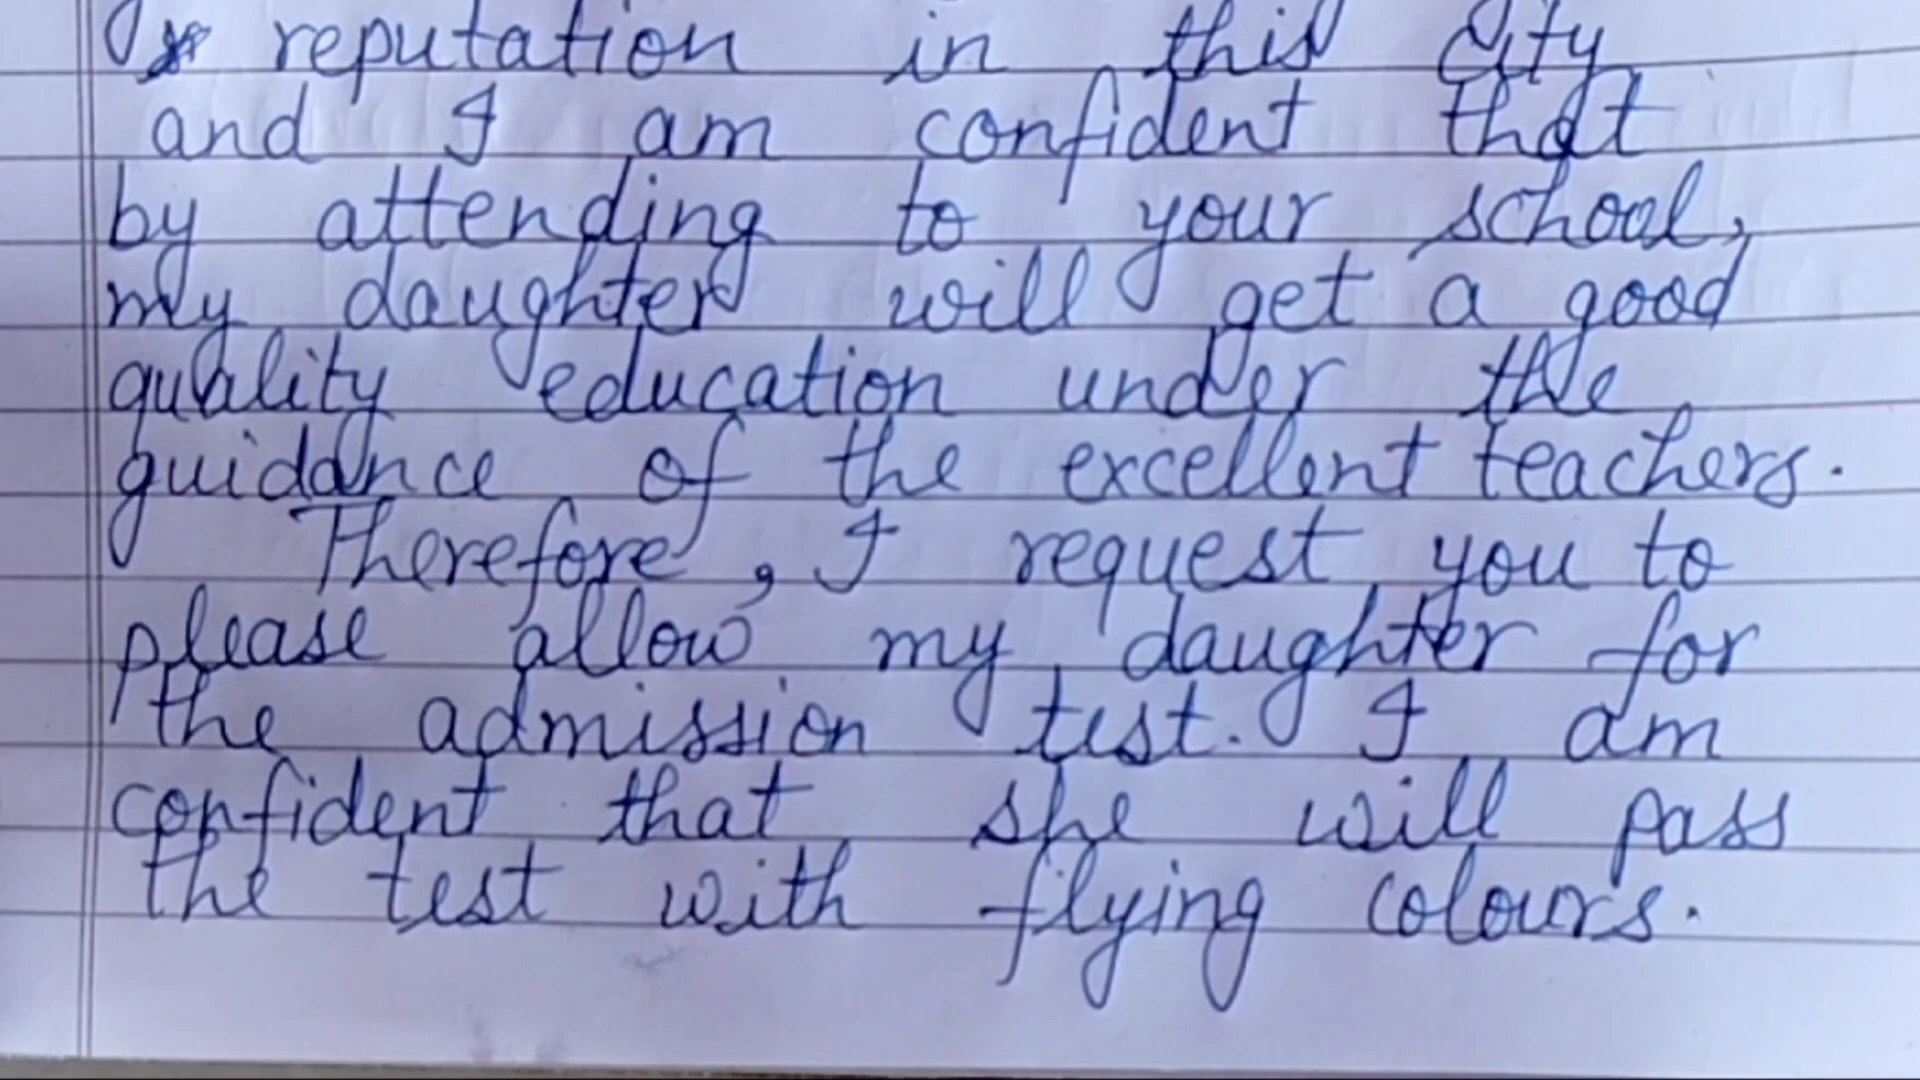 reputation in this city
and I am confident that
by attending to your school,
my daughter will get a good
quality education under the
guidance of the excellent teachers.
Therefore, I request you to
please allow my daughter for
the admission test. I am
confident that she will pass
the test with flying colours.